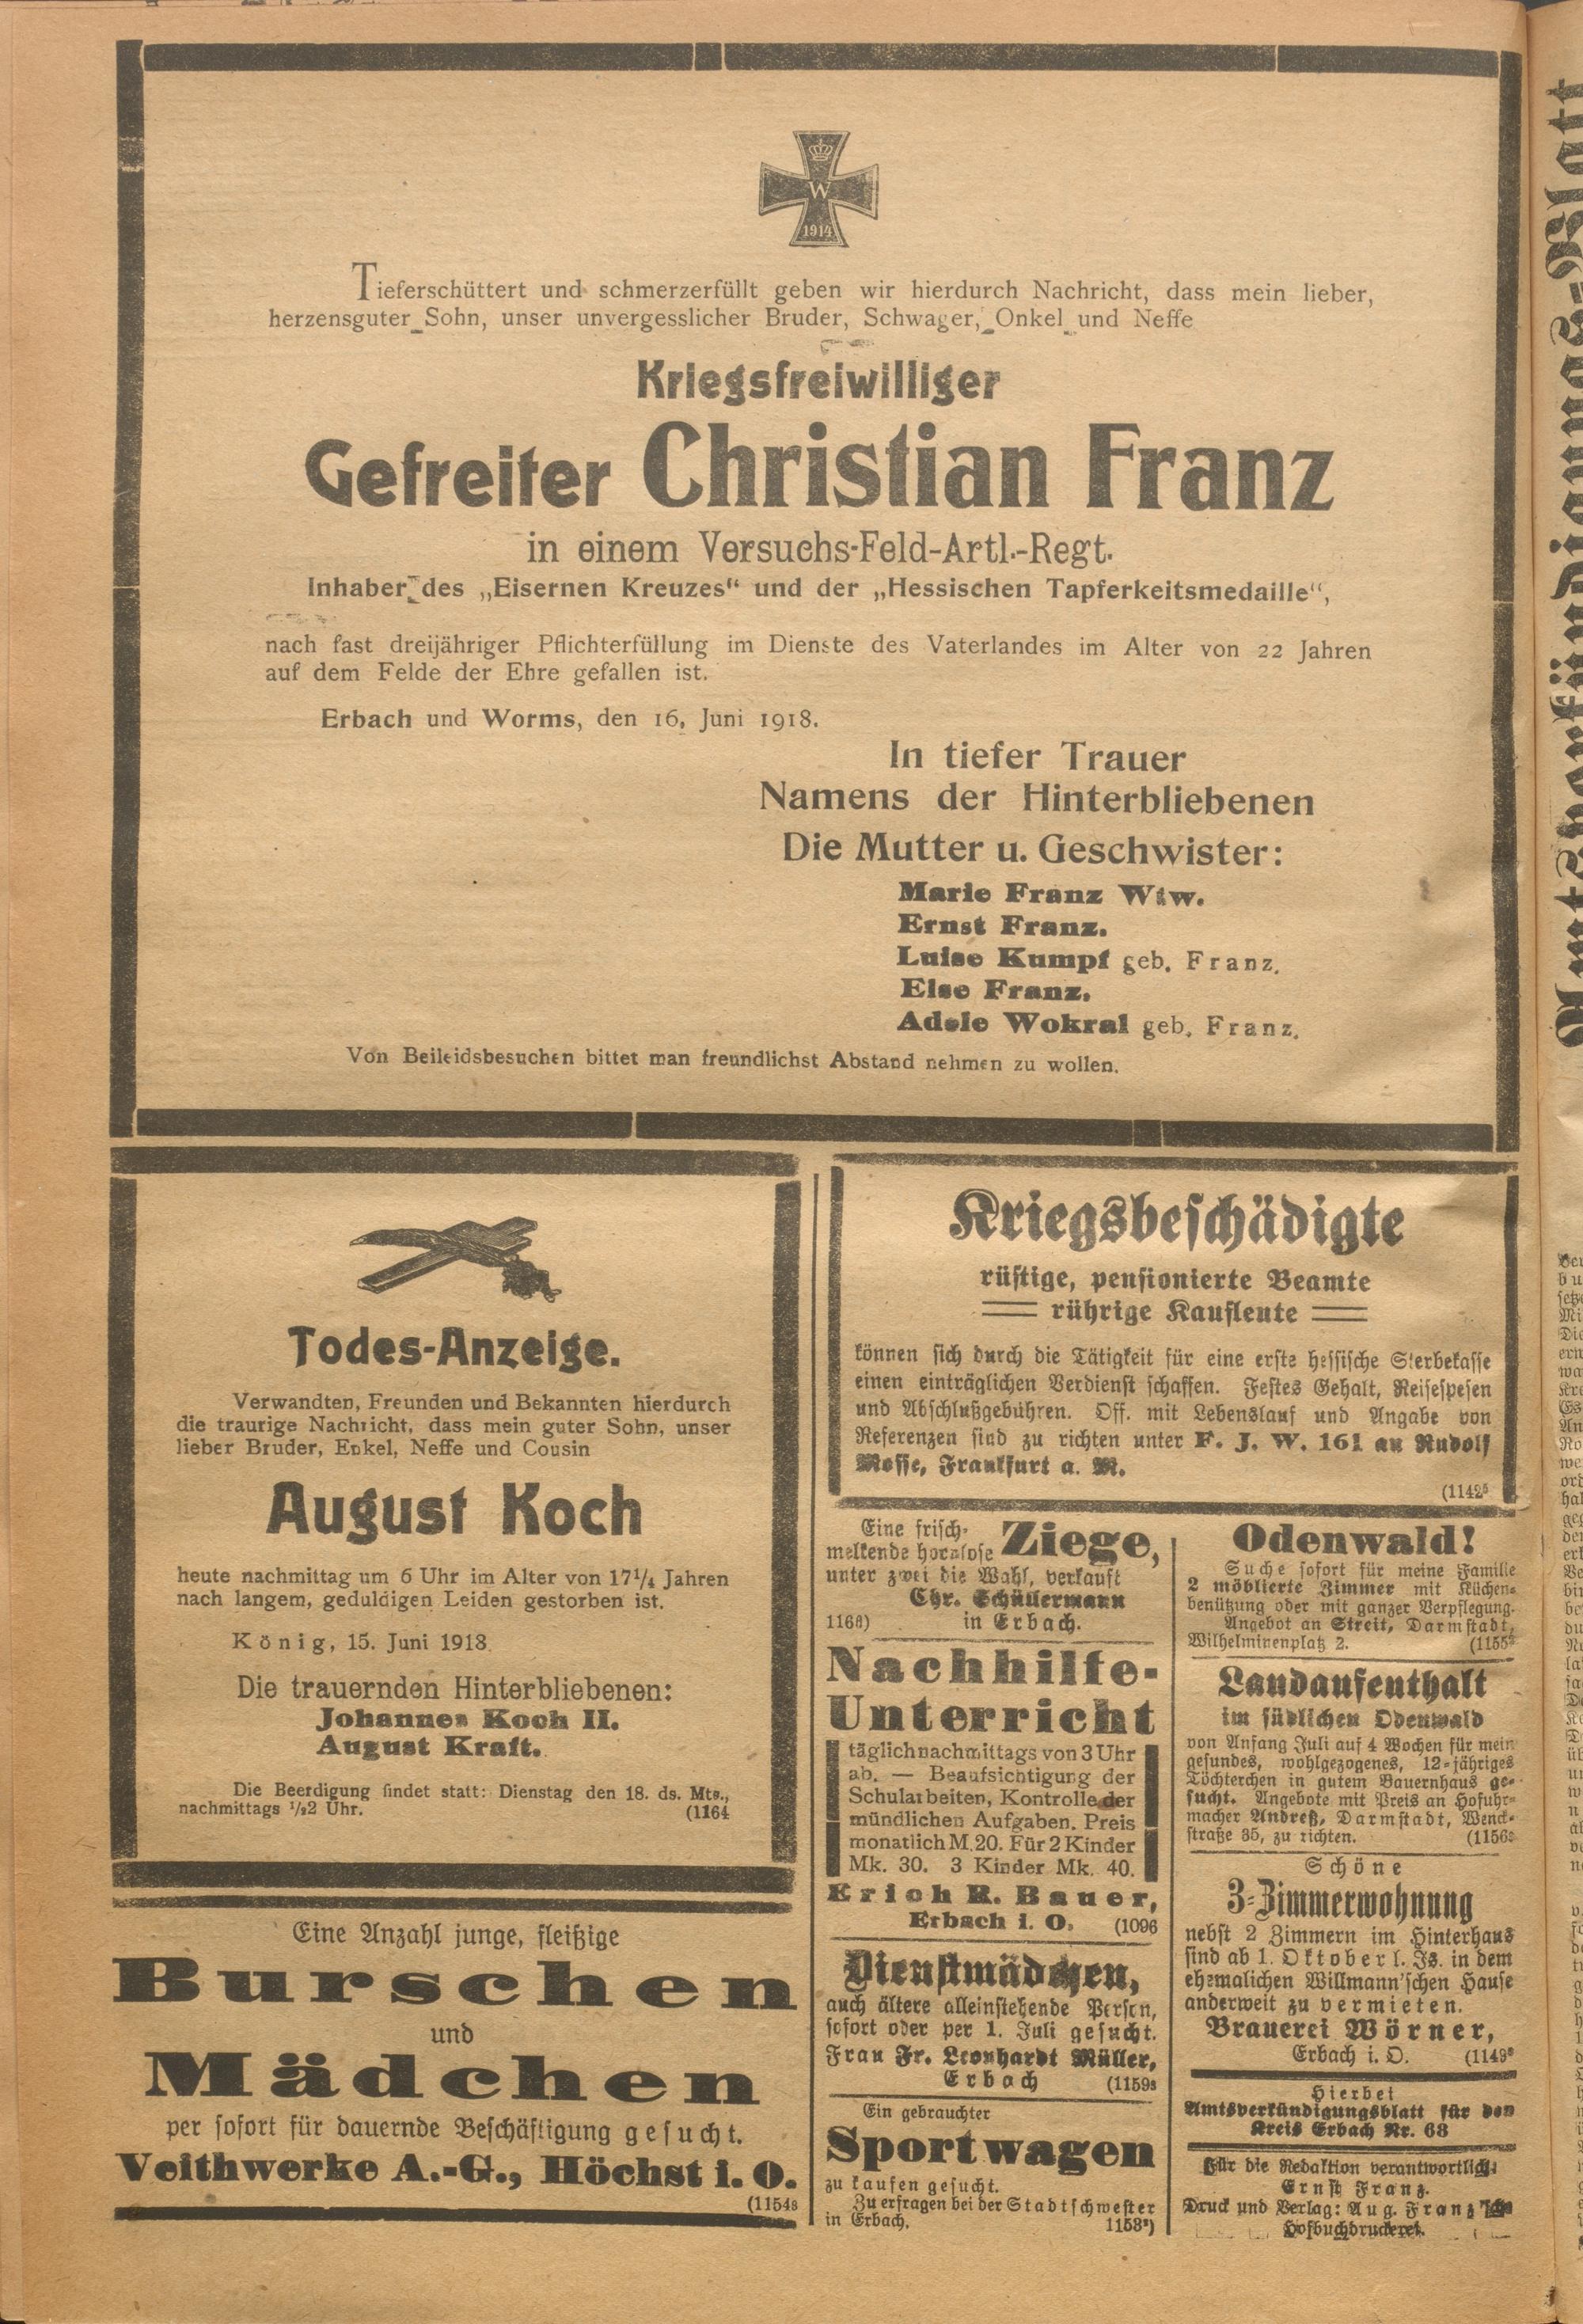 W
1914
Tieferschüttert und schmerzerfüllt geben wir hierdurch Nachricht, dass mein lieber,
herzensguter Sohn, unser unvergesslicher Bruder, Schwager, Onkel und Neffe
Kriegsfreiwilliger
Gefreiter Christian Franz
in einem Versuchs-Feld-Artl.-Regt.
Inhaber des „Eisernen Kreuzes“ und der „Hessischen Tapferkeitsmedaille“,
nach fast dreijähriger Pflichterfüllung im Dienste des Vaterlandes im Alter von 22 Jahren
auf dem Felde der Ehre gefallen ist.
Erbach und Worms, den 16. Juni 1918.
In tiefer Trauer
Namens der Hinterbliebenen
Die Mutter u. Geschwister:
Marie Franz Wtw.
Ernst Franz.
Luise Kumpf geb. Franz.
Else Franz.
Adele Wokral geb. Franz.
Von Beileidsbesuchen bittet man freundlichst Abstand nehmen zu wollen.
Todes-Anzeige.
Verwandten, Freunden und Bekannten hierdurch
die traurige Nachricht, dass mein guter Sohn, unser
lieber Bruder, Enkel, Neffe und Cousin
August Koch
heute nachmittag um 6 Uhr im Alter von 17¼ Jahren
nach langem, geduldigen Leiden gestorben ist.
König, 15. Juni 1918.
Die trauernden Hinterbliebenen:
Johannes Koch II.
August Kraft.
Die Beerdigung findet statt: Dienstag den 18. ds. Mts.,
nachmittags ½2 Uhr. (1164
Eine Anzahl junge, fleißige
Burschen
und
Mädchen
per sofort für dauernde Beschäftigung gesucht.
Veithwerke A.-G., Höchst i. O.
(1154s
Kriegsbeschädigte
rüstige, pensionierte Beamte
rührige Kaufleute
können sich durch die Tätigkeit für eine erste hessische Sterbekasse
einen einträglichen Verdienst schaffen. Festes Gehalt, Reisespesen
und Abschlußgebühren. Off. mit Lebenslauf und Angabe von
Referenzen sind zu richten unter F. J. W. 161 an Rudolf
Mosse, Frankfurt a. M.
(1142⁵
Eine frisch-
melkende hornlose Ziege,
unter zwei die Wahl, verkauft
Chr. Schüllermann
1166) in Erbach.
Nachhilfe-
Unterricht
täglich nachmittags von 3 Uhr
ab. — Beaufsichtigung der
Schularbeiten, Kontrolle der
mündlichen Aufgaben. Preis
monatlich M. 20. Für 2 Kinder
Mk. 30. 3 Kinder Mk. 40.
Erich R. Bauer,
Erbach i. O. (1096
Dienstmädchen,
auch ältere alleinstehende Person,
sofort oder per 1. Juli gesucht.
Frau Fr. Leonhardt Müller,
Erbach (1159s
Ein gebrauchter
Sportwagen
zu kaufen gesucht.
Zu erfragen bei der Stadtschwester
in Erbach. 1153²)
Odenwald!
Suche sofort für meine Familie
2 möblierte Zimmer mit Küchen-
benützung oder mit ganzer Verpflegung.
Angebot an Streit, Darmstadt,
Wilhelminenplatz 2. (1155²
Landaufenthalt
im südlichen Odenwald
von Anfang Juli auf 4 Wochen für mein
gesundes, wohlgezogenes, 12-jähriges
Töchterchen in gutem Bauernhaus ge-
sucht. Angebote mit Preis an Hofuhr-
macher Andreß, Darmstadt, Wenck-
straße 35, zu richten. (1156²
Schöne
3-Zimmerwohnung
nebst 2 Zimmern im Hinterhaus
sind ab 1. Oktober l. Js. in dem
ehemalichen Willmann'schen Hause
anderweit zu vermieten.
Brauerei Wörner,
Erbach i. O. (1149⁶
Hierbei
Amtsverkündigungsblatt für den
Kreis Erbach Nr. 68
Für die Redaktion verantwortlich:
Ernst Franz.
Druck und Verlag: Aug. Franz'sche
Hofbuchdruckerei.